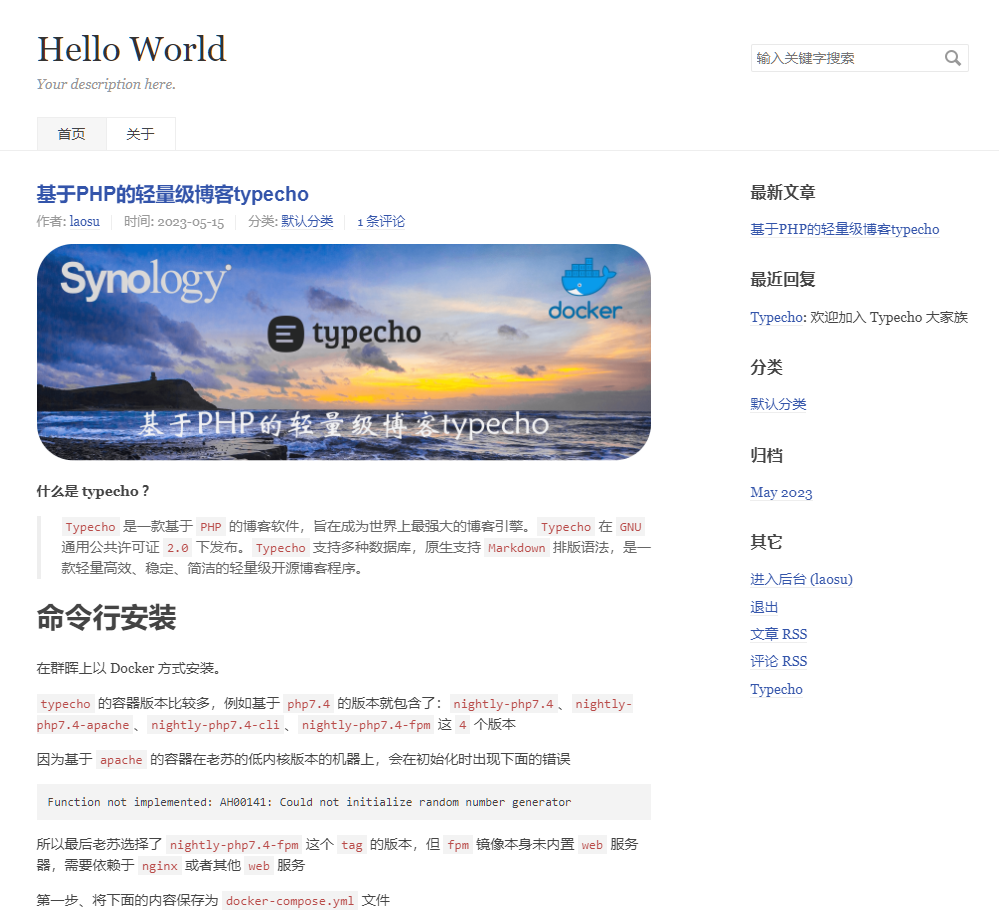 Hello World
Your description here.
输入关键字搜索
首页 关于
基于PHP的轻量级博客typecho
作者: laosu 时间: 2023-05-15 分类: 默认分类 1 条评论
Synology
docker
typecho
基于PHP的轻量级博客typecho
什么是 typecho？
Typecho 是一款基于 PHP 的博客软件，旨在成为世界上最强大的博客引擎。 Typecho 在 GNU
通用公共许可证 2.0 下发布。 Typecho 支持多种数据库，原生支持 Markdown 排版语法，是一
款轻量高效、稳定、简洁的轻量级开源博客程序。
命令行安装
在群晖上以 Docker 方式安装。
typecho 的容器版本比较多，例如基于 php7.4 的版本就包含了： nightly-php7.4 、 nightly-
php7.4-apache 、 nightly-php7.4-cli 、 nightly-php7.4-fpm 这 4 个版本
因为基于 apache 的容器在老苏的低内核版本的机器上，会在初始化时出现下面的错误
Function not implemented: AH00141: Could not initialize random number generator
所以最后老苏选择了 nightly-php7.4-fpm 这个 tag 的版本，但 fpm 镜像本身未内置 web 服务
器，需要依赖于 nginx 或者其他 web 服务
第一步、将下面的内容保存为 docker-compose.yml 文件
最新文章
基于PHP的轻量级博客typecho
最近回复
Typecho: 欢迎加入 Typecho 大家族
分类
默认分类
归档
May 2023
其它
进入后台 (laosu)
退出
文章 RSS
评论 RSS
Typecho